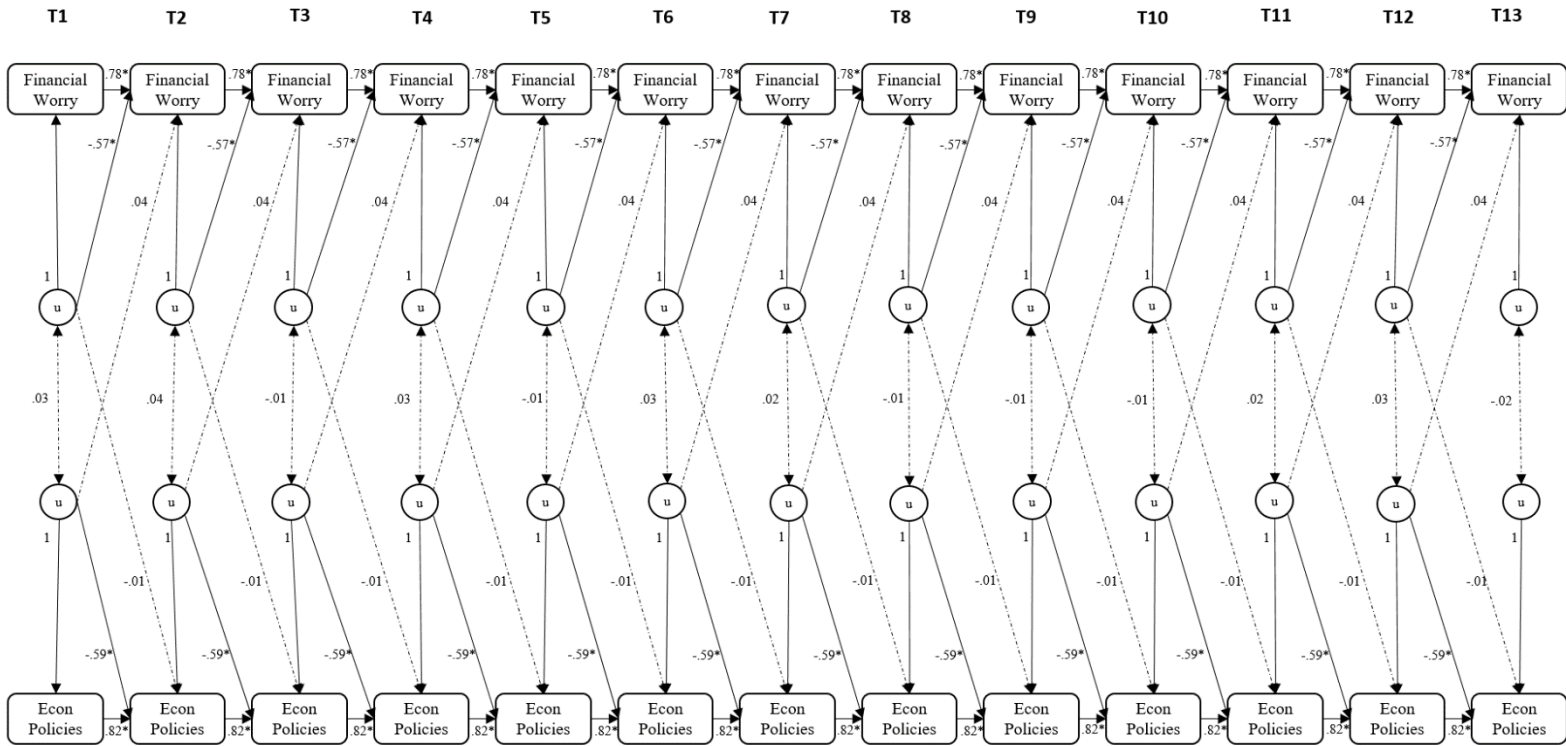 T1 T2 T3 T4 T5 T6 T7 T8 T9 T10 T11 T12 T13
.78* .78* .78* .78* .78* .78* .78* .78* .78* .78* .78* .78*
Financial Financial Financial Financial Financial Financial Financial Financial Financial Financial Financial Financial Financial
Worry Worry Worry Worry Worry Worry Worry Worry Worry Worry Worry Worry Worry
-.57* -.57* -.57* -.57* -.57* -.57* -.57* -.57* -.57* -.57* -.57* -.57*
.04 .04 .04 .04 .04 .04 .04 .04 .04 .04 .04 .04
1 1 1 1 1 1 1 1 1 1 1 1
u u u u u u u u u u u u u
.03 .04 -.01 .03 -.01 .03 .02 -.01 -.01 -.01 .02 .03 -.02
u u u u u u u u u u u u u
1 1 1 1 1 1 1 1 1 1 1 1
-.01 -.01 -.01 -.01 -.01 -.01 -.01 -.01 -.01 -.01 -.01 -.01
-.59* -.59* -.59* -.59* -.59* -.59* -.59* -.59* -.59* -.59* -.59* -.59*
Econ Econ Econ Econ Econ Econ Econ Econ Econ Econ Econ Econ Econ
Policies Policies Policies Policies Policies Policies Policies Policies Policies Policies Policies Policies Policies
.82* .82* .82* .82* .82* .82* .82* .82* .82* .82* .82* .82*